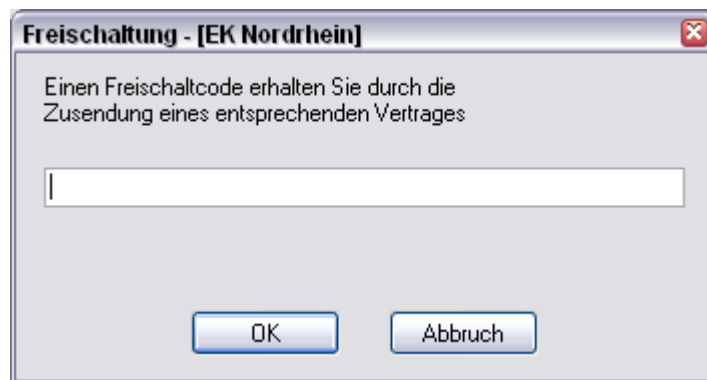 Freischaltung - [EK Nordrhein]
Einen Freischaltcode erhalten Sie durch die
Zusendung eines entsprechenden Vertrages
OK
Abbruch